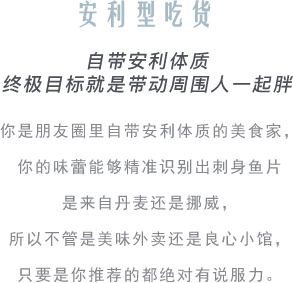 安利型吃货
自带安利体质
终极目标就是带动周围人一起胖
你是朋友圈里自带安利体质的美食家，
你的味蕾能够精准识别出刺身鱼片
是来自丹麦还是挪威，
所以不管是美味外卖还是良心小馆，
只要是你推荐的都绝对有说服力。